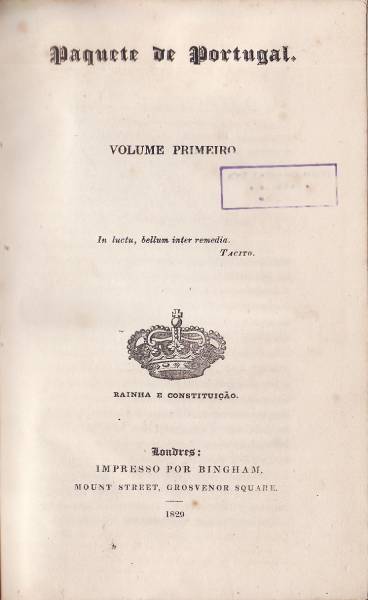 Paquete de Portugal.
VOLUME PRIMEIRO
In luctu, bellum inter remedia.
TACITO.
RAINHA E CONSTITUIÇÃO.
Londres:
IMPRESSO POR BINGHAM,
MOUNT STREET, GROSVENOR SQUARE.
1829